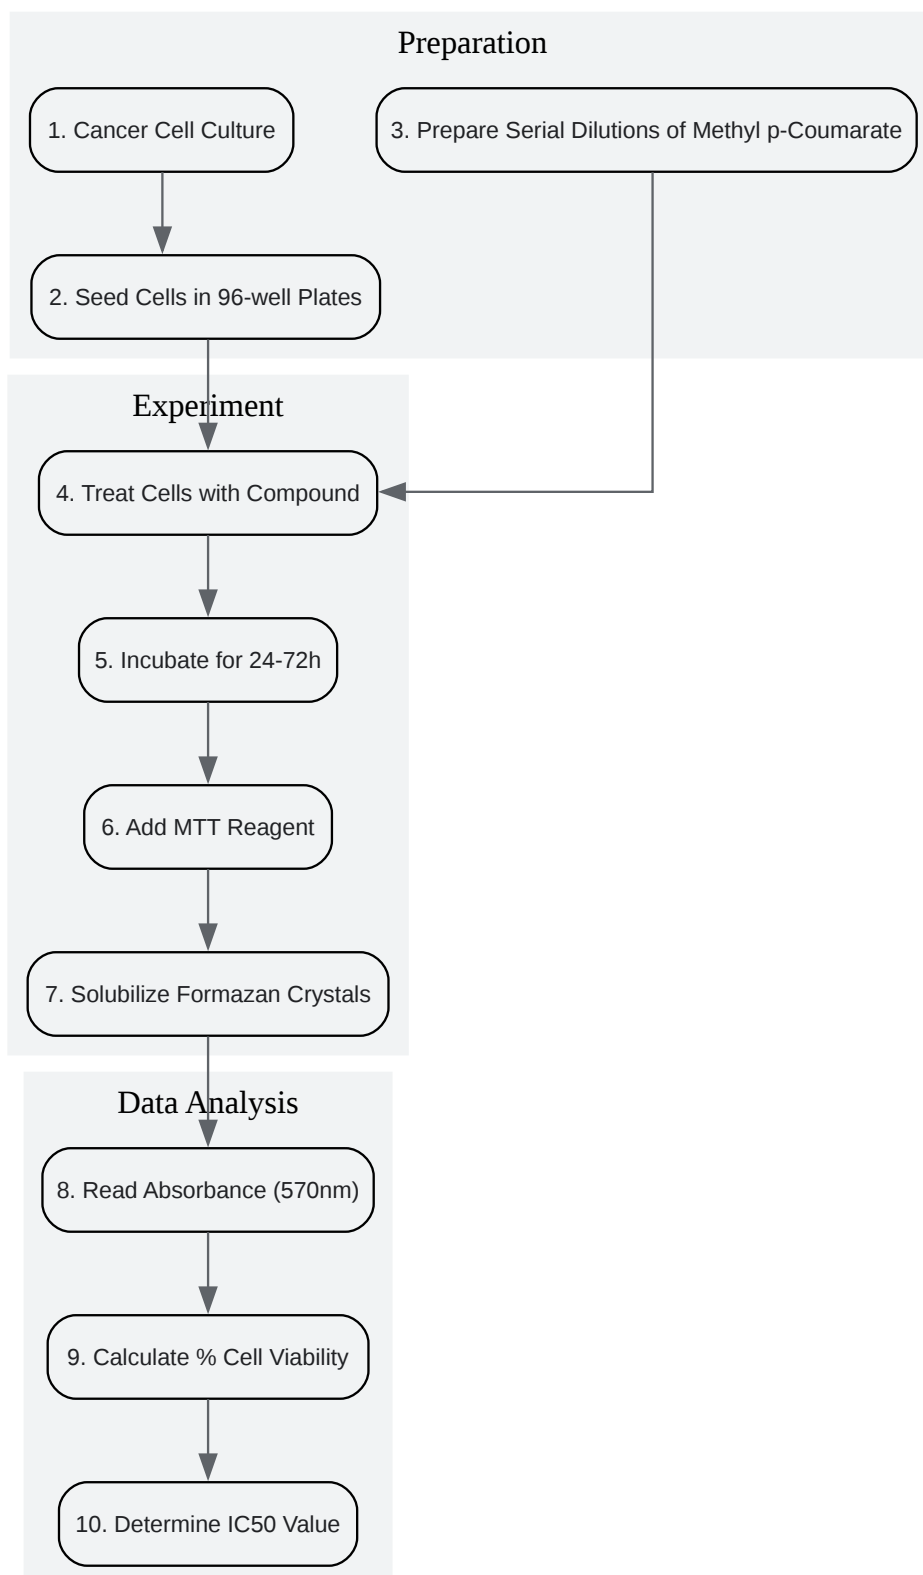 Preparation
1. Cancer Cell Culture
3. Prepare Serial Dilutions of Methyl p-Coumarate
2. Seed Cells in 96-well Plates
Experiment
4. Treat Cells with Compound
5. Incubate for 24-72h
6. Add MTT Reagent
7. Solubilize Formazan Crystals
Data Analysis
8. Read Absorbance (570nm)
9. Calculate % Cell Viability
10. Determine IC50 Value